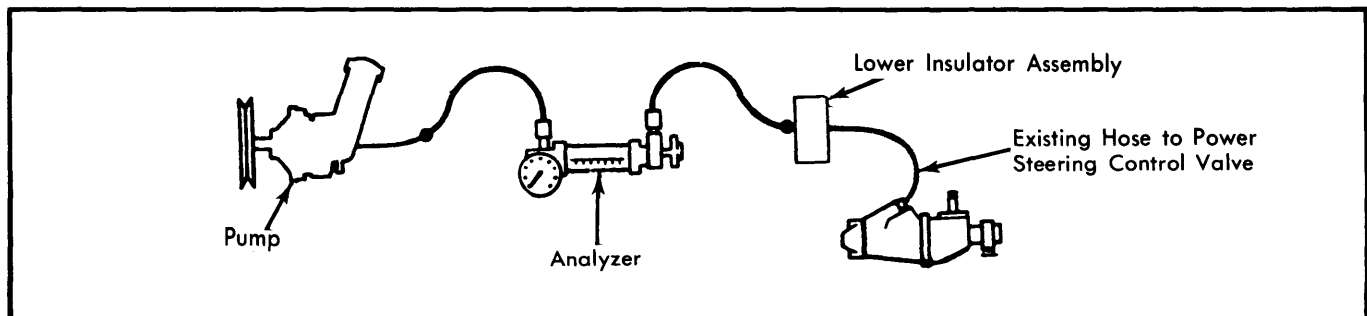 Lower Insulator Assembly
Existing Hose to Power
Steering Control Valve
Pump
Analyzer